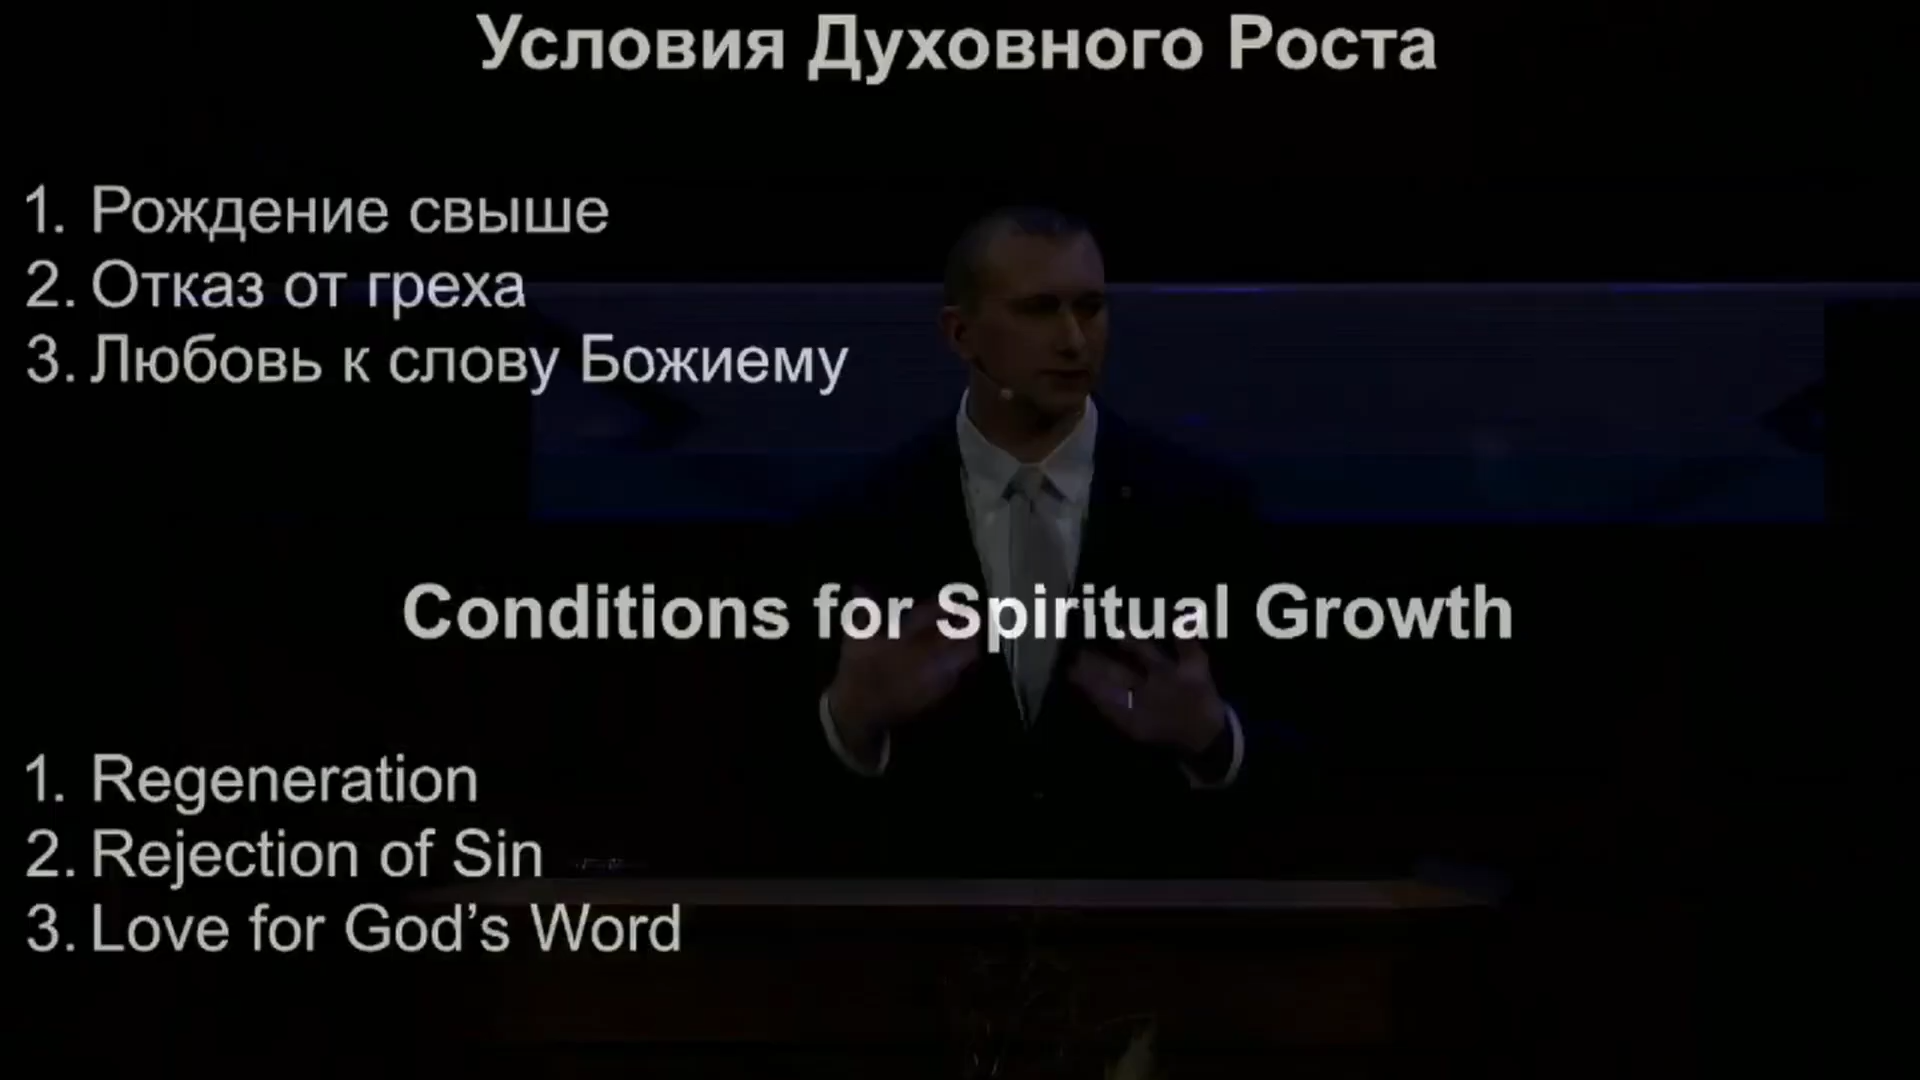 Условия Духовного Роста
1. Рождение свыше
2. Отказ от греха
3. Любовь к слову Божиему
Conditions for Spiritual Growth
1. Regeneration
2. Rejection of Sin
3. Love for God’s Word